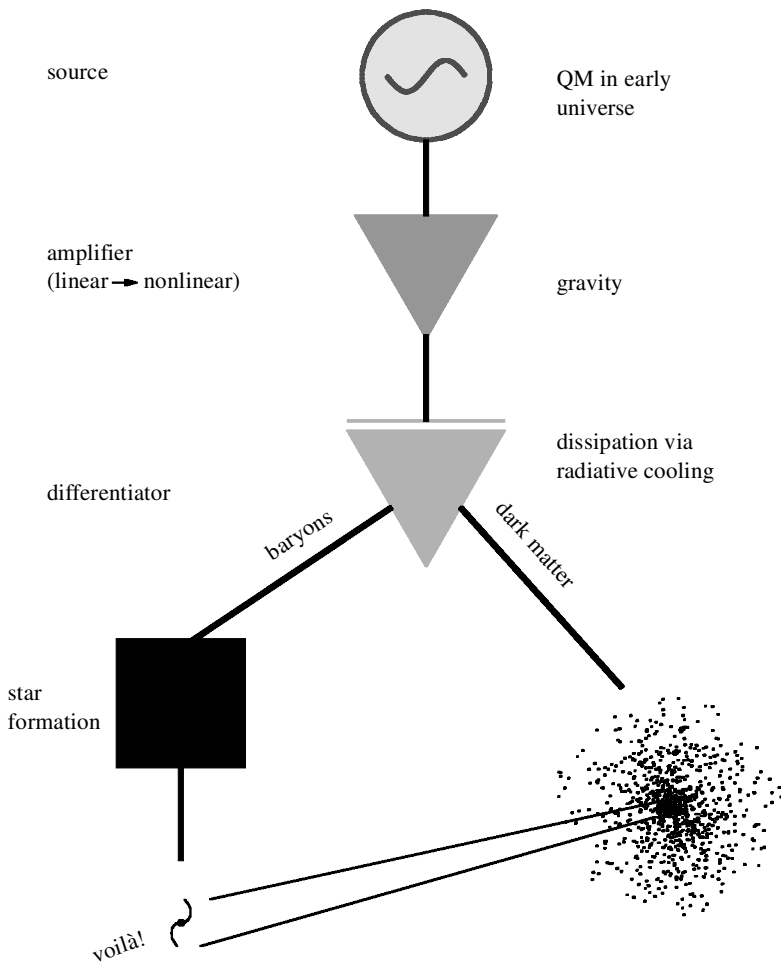 source
QM in early
universe
amplifier
(linear → nonlinear)
gravity
dissipation via
radiative cooling
differentiator
baryons
dark matter
star
formation
voilà!